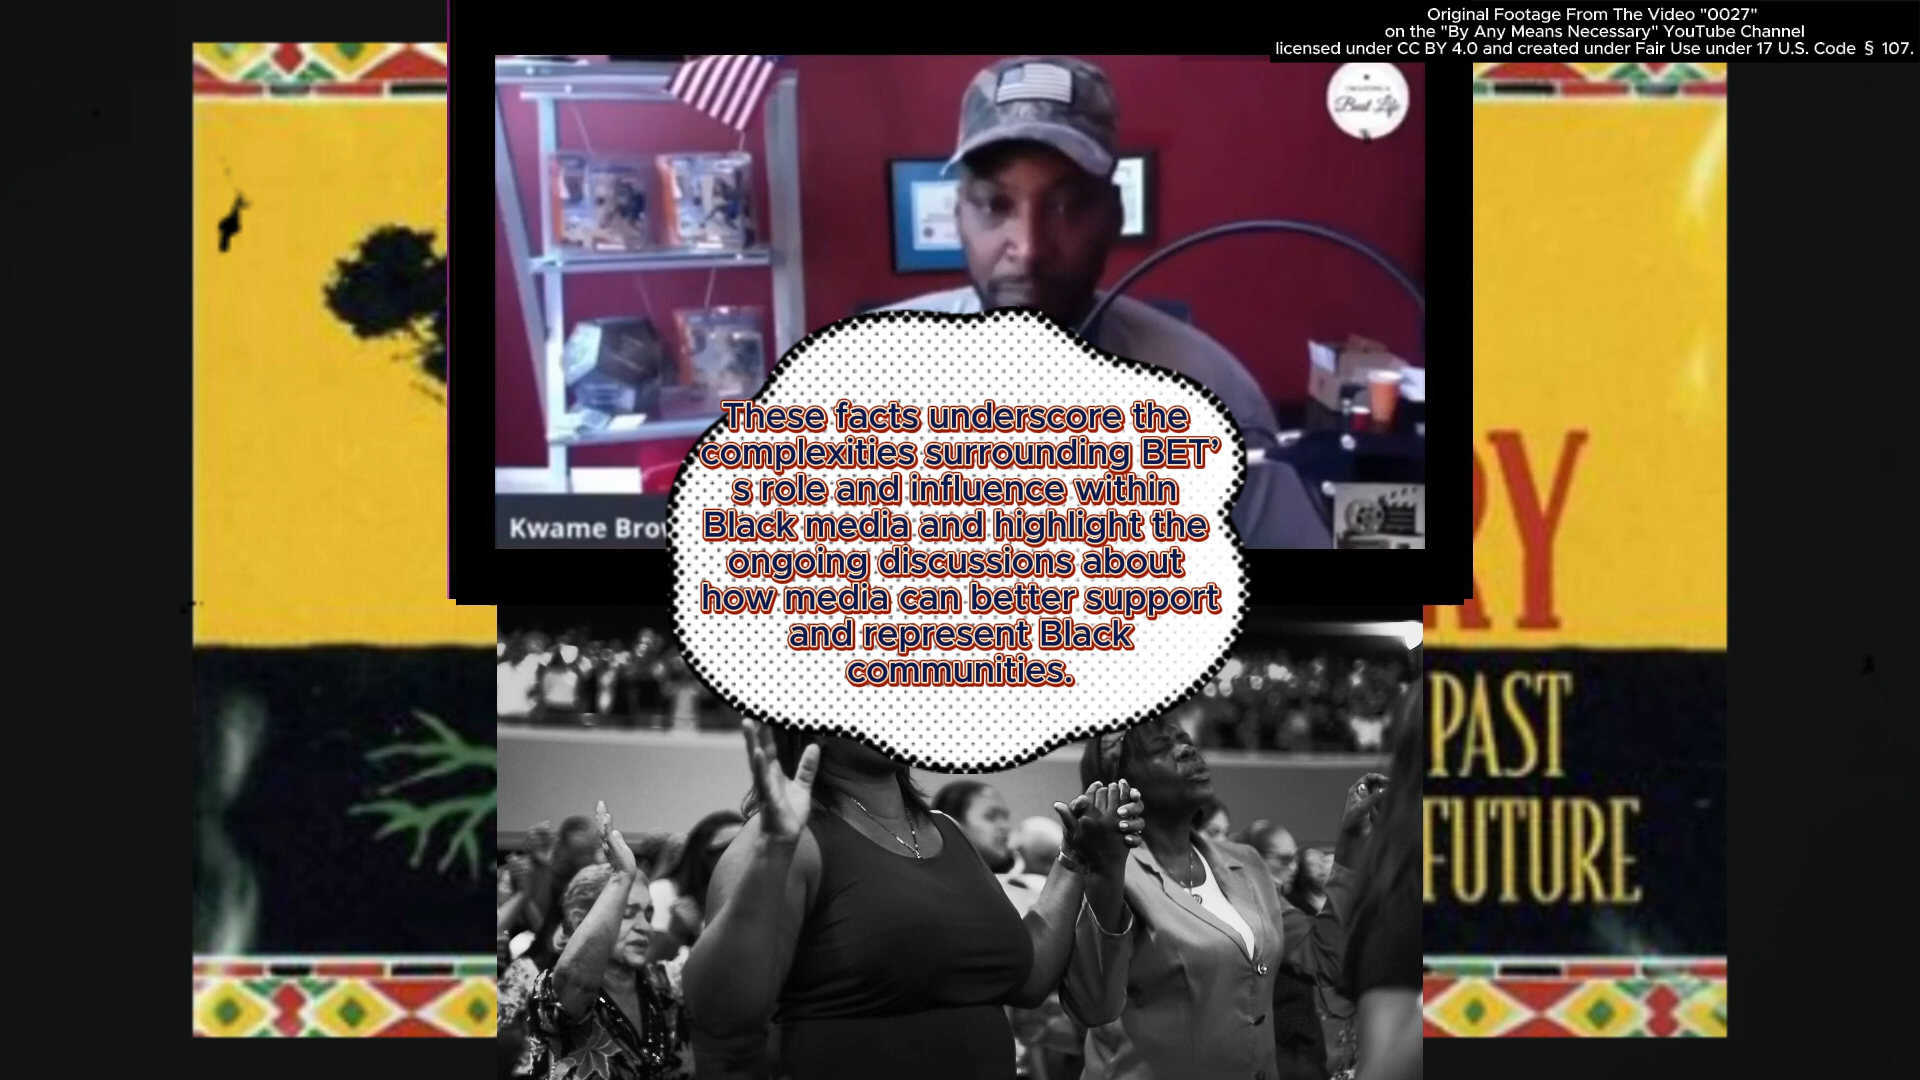 Original Footage From The Video "0027"
on the "By Any Means Necessary" YouTube Channel
licensed under CC BY 4.0 and created under Fair Use under 17 U.S. Code § 107.
Best Life
These facts underscore the
complexities surrounding BET’
s role and influence within
Black media and highlight the
ongoing discussions about
how media can better support
and represent Black
communities.
Kwame
RY
PAST
FUTURE